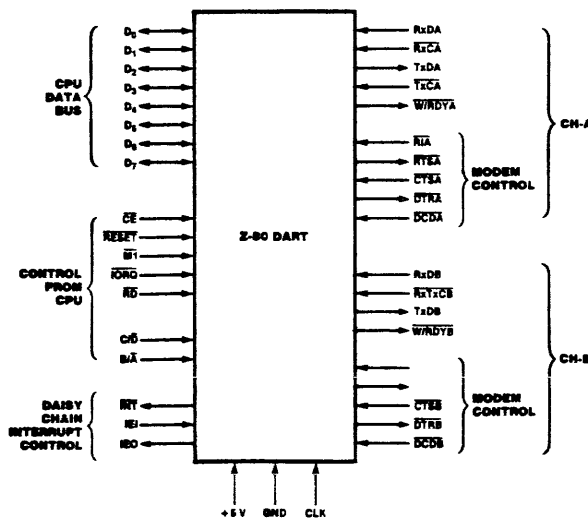 D0
D1
D2
D3
D4
D5
D6
D7
CPU
DATA
BUS
CE
RESET
M1
IORQ
RD
C/D
B/A
CONTROL
FROM
CPU
INT
IEI
IEO
DAISY
CHAIN
INTERRUPT
CONTROL
Z-80 DART
RxDA
RxCA
TxDA
TxCA
W/RDYA
RIA
RTSA
CTSA
DTRA
DCDA
MODEM
CONTROL
CH-A
RxDB
RxTxCB
TxDB
W/RDYB
CTSB
DTRB
DCDB
MODEM
CONTROL
CH-B
+5 V
GND
CLK